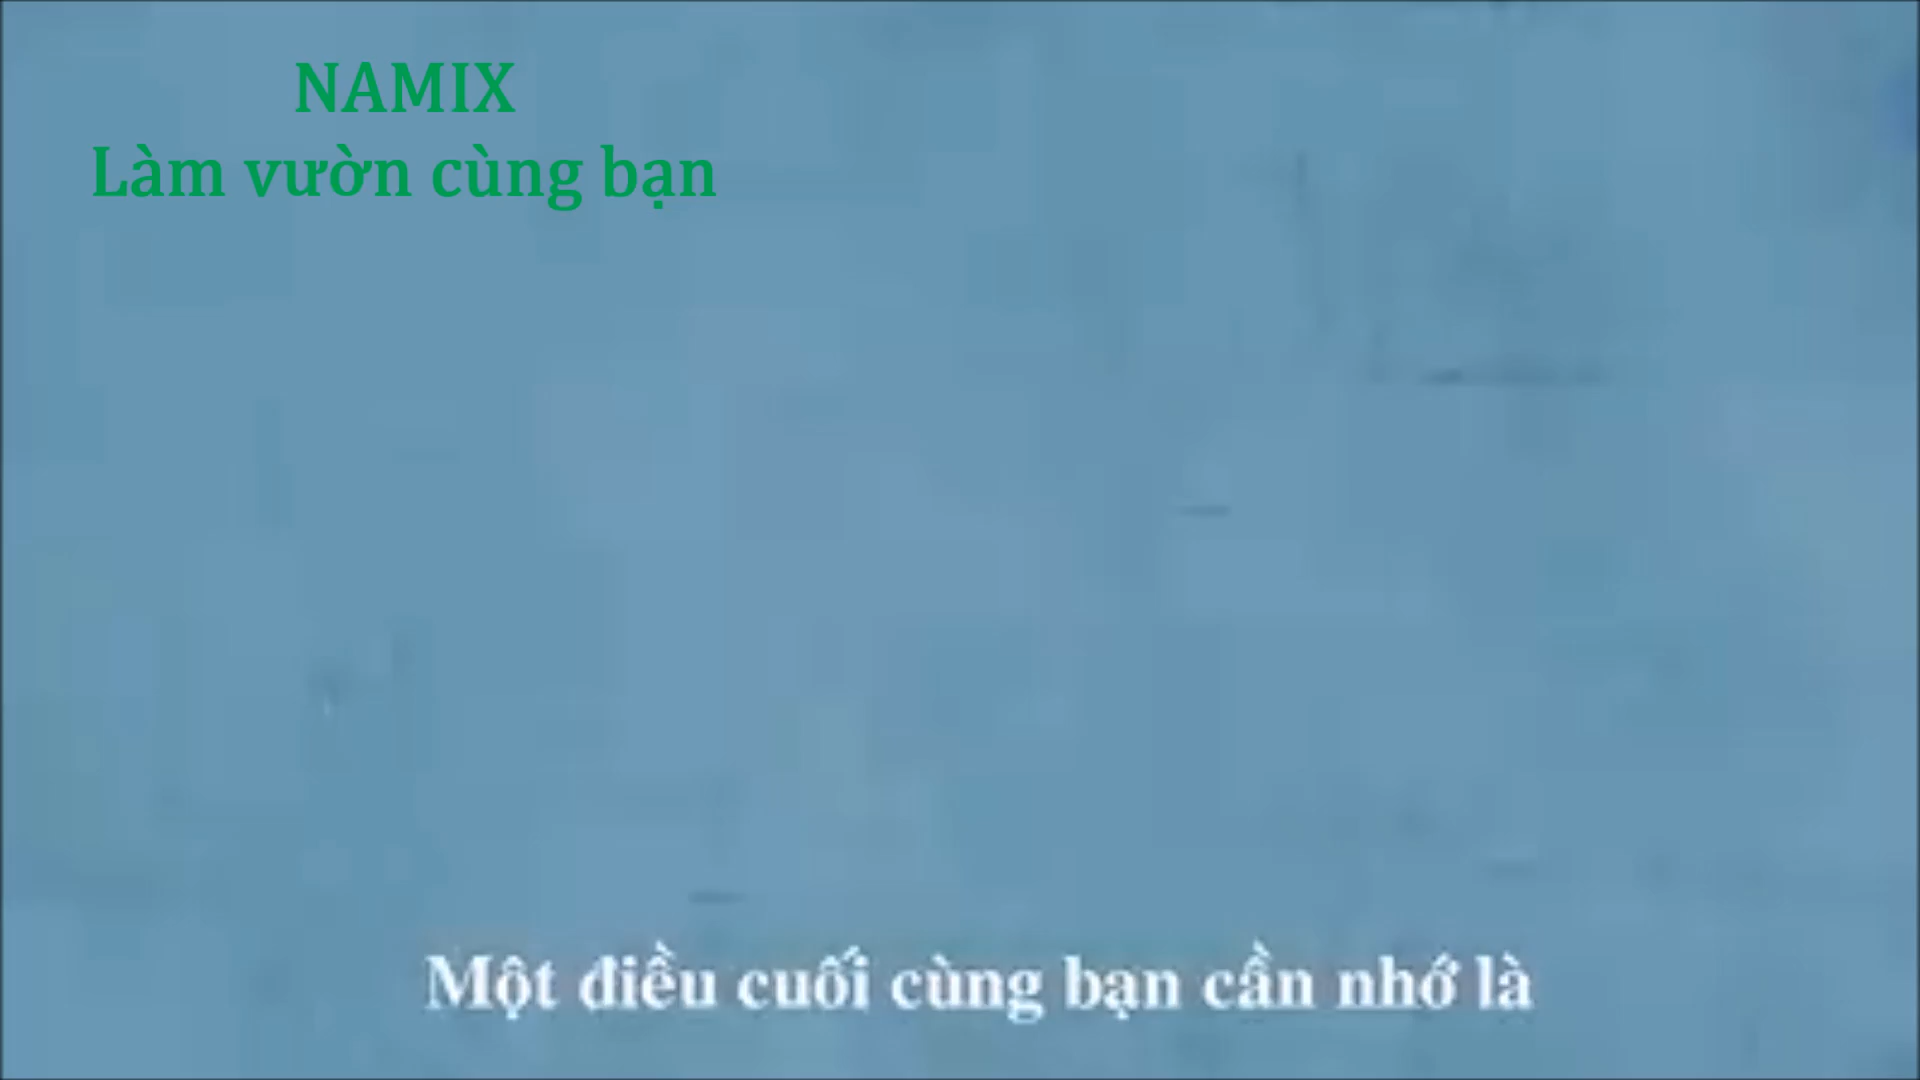 NAMIX
Làm vườn cùng bạn
Một điều cuối cùng bạn cần nhớ là